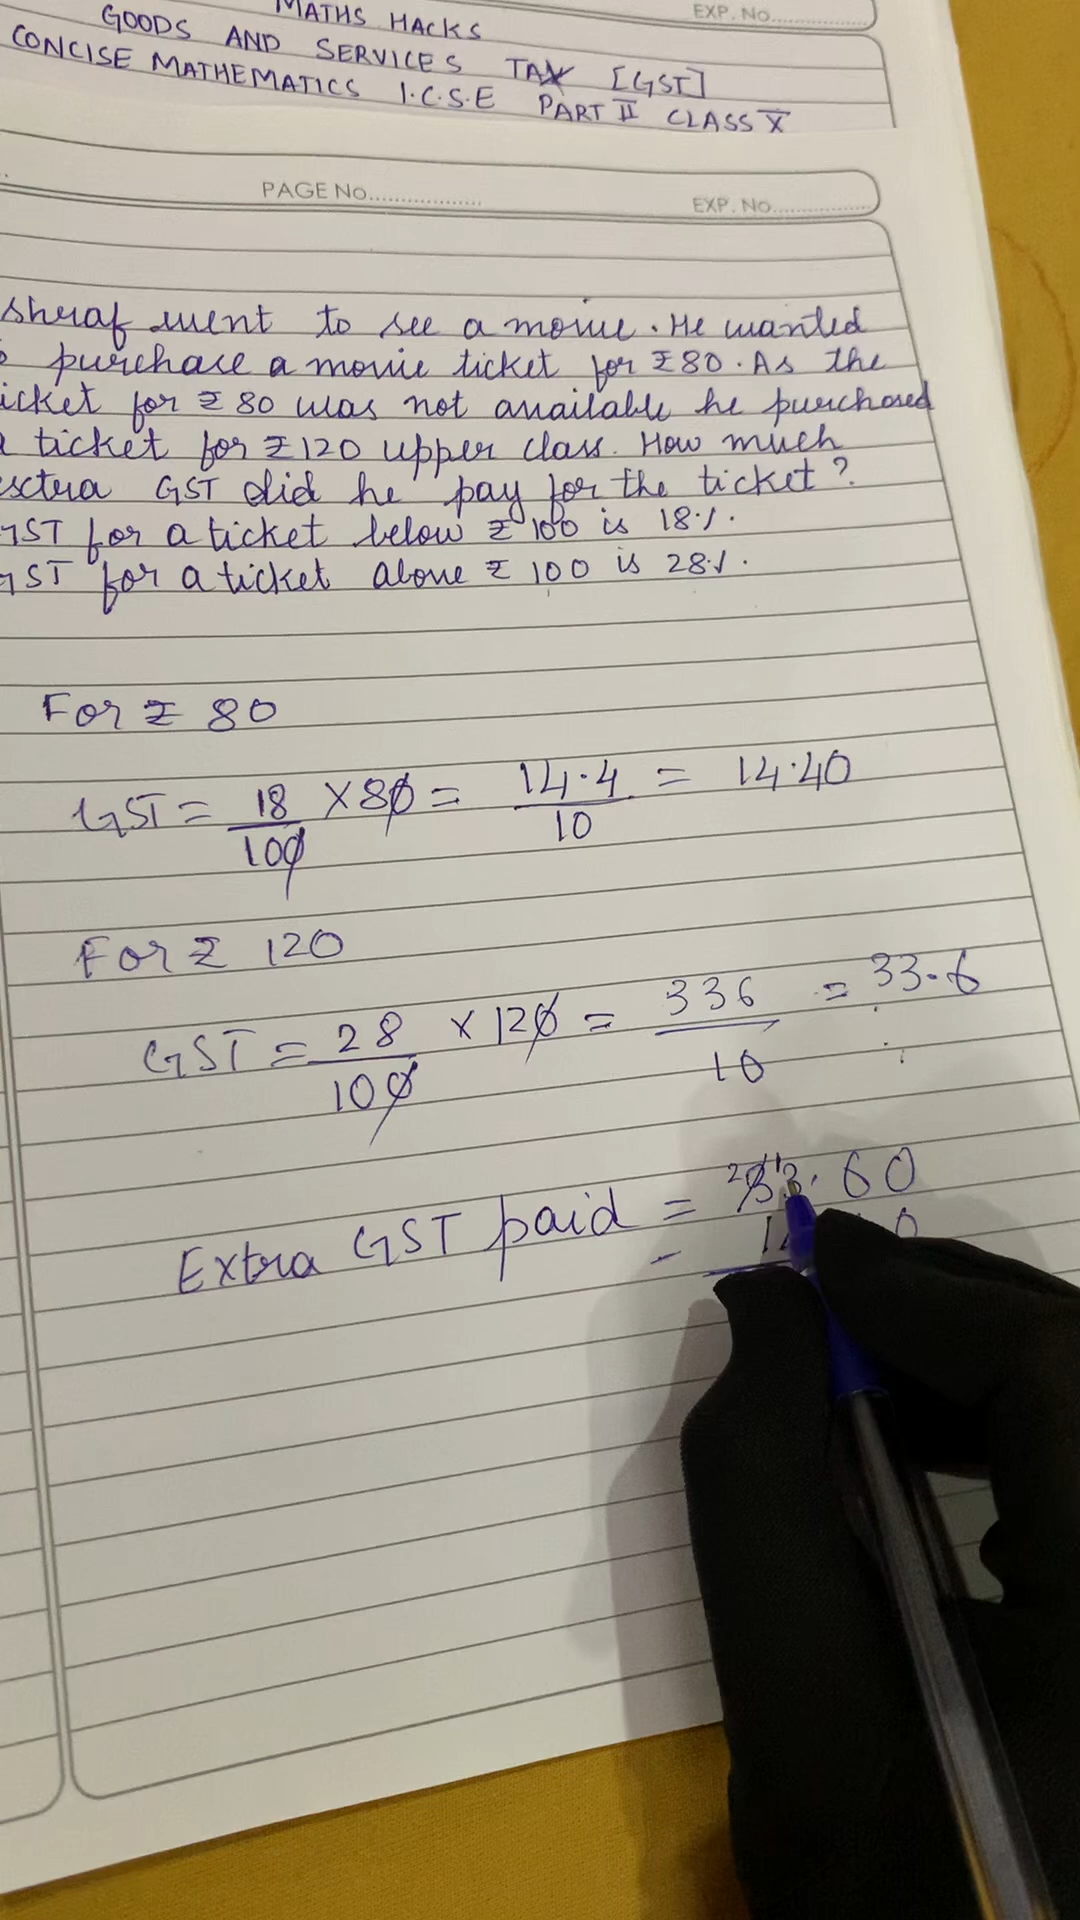 MATHS HACKS
EXP. No.
GOODS AND SERVICES TAX [GST]
CONCISE MATHEMATICS I.C.S.E PART II CLASS X
PAGE No.
EXP. No.
shraf went to see a movie. He wanted
purchase a movie ticket for ₹80. As the
icket for ₹80 was not available he purchased
a ticket for ₹120 upper class. How much
extra GST did he pay for the ticket?
GST for a ticket below ₹100 is 18%.
GST for a ticket above ₹100 is 28%.
For ₹ 80
GST = 18/100 × 80 = 14.4/10 = 14.40
For ₹ 120
GST = 28/100 × 120 = 336/10 = 33.6
Extra GST paid = 33.60